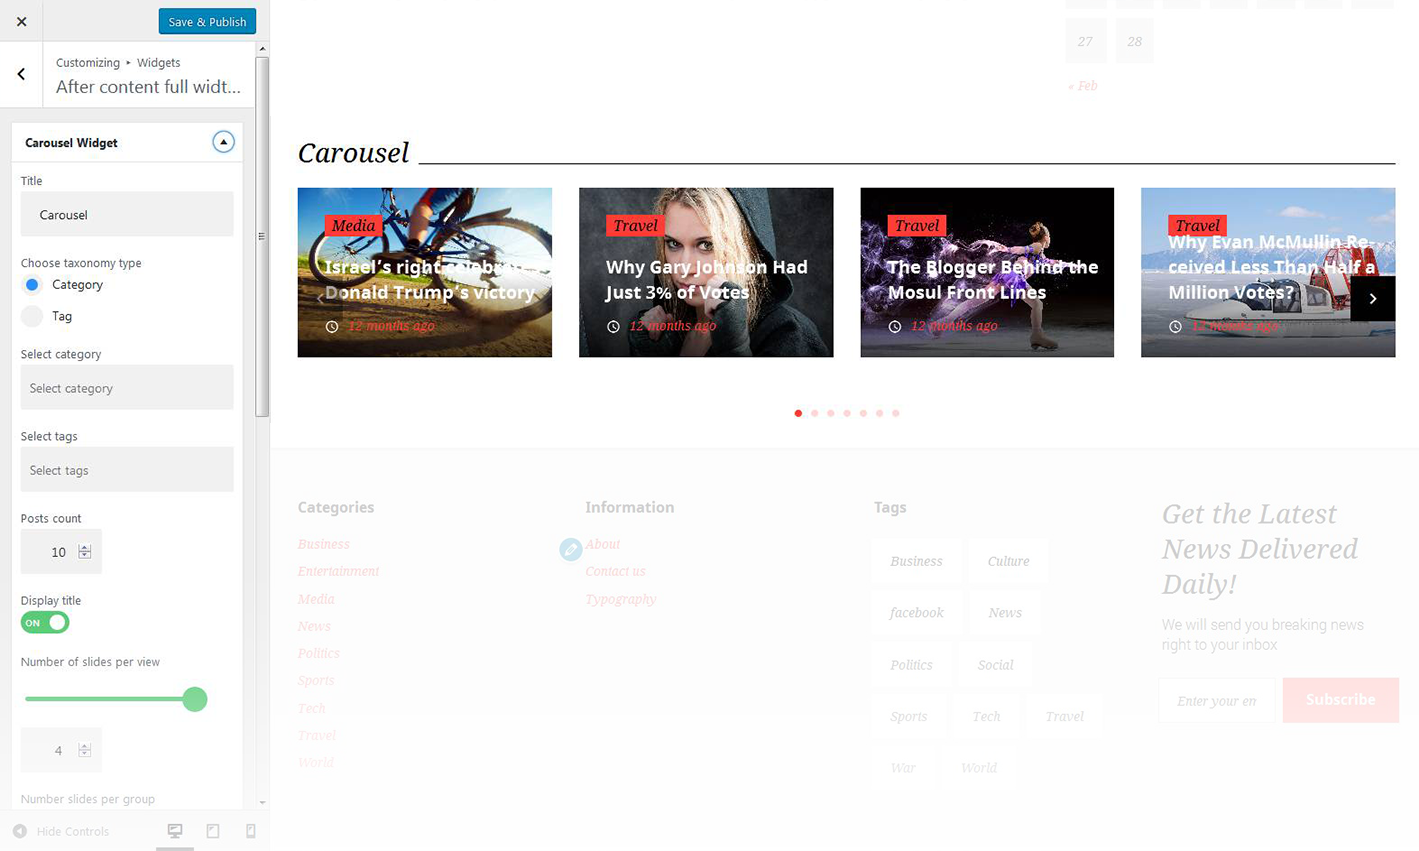 Save & Publish
Customizing ▸ Widgets
After content full widt...
Carousel Widget
Title
Carousel
Choose taxonomy type
Category
Tag
Select category
Select category
Select tags
Select tags
Posts count
10
Display title
ON
Number of slides per view
4
Number slides per group
Hide Controls
27 28
« Feb
Carousel
Media
Israel's right celebrates
Donald Trump's victory
12 months ago
Travel
Why Gary Johnson Had
Just 3% of Votes
12 months ago
Travel
The Blogger Behind the
Mosul Front Lines
12 months ago
Travel
Why Evan McMullin Re-
ceived Less Than Half a
Million Votes?
12 months ago
Categories
Business
Entertainment
Media
News
Politics
Sports
Tech
Travel
World
Information
About
Contact us
Typography
Tags
Business Culture
facebook News
Politics Social
Sports Tech Travel
War World
Get the Latest
News Delivered
Daily!
We will send you breaking news
right to your inbox
Enter your en
Subscribe